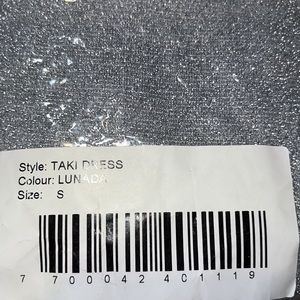 Style: TAKI DRESS
Colour: LUNADA
Size: S
7 700042 401119